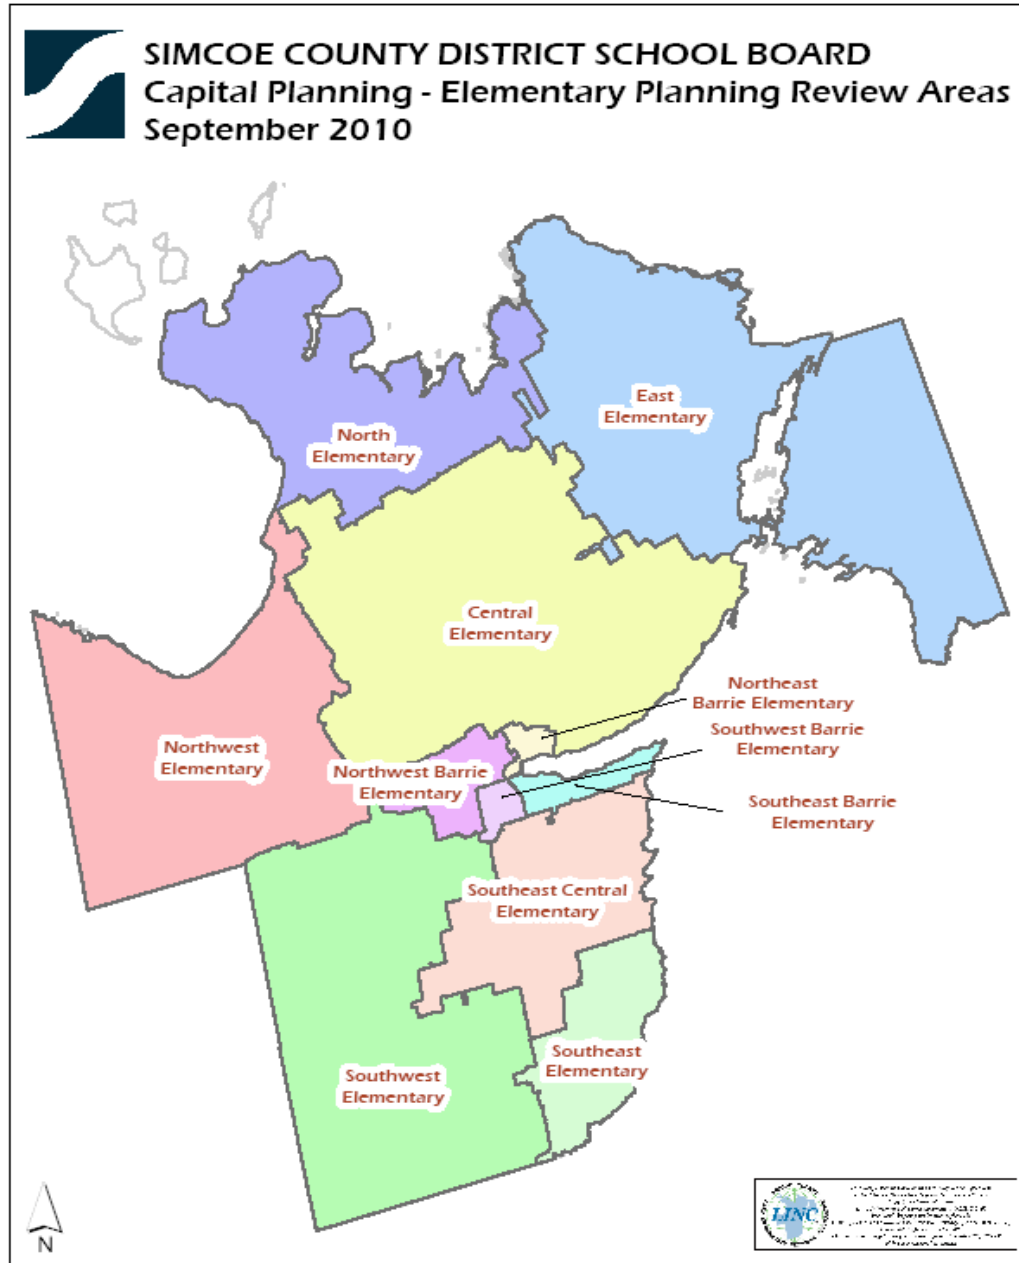 SIMCOE COUNTY DISTRICT SCHOOL BOARD
Capital Planning - Elementary Planning Review Areas
September 2010
East
Elementary
North
Elementary
Central
Elementary
Northeast
Barrie Elementary
Southwest Barrie
Elementary
Northwest
Elementary
Northwest Barrie
Elementary
Southeast Barrie
Elementary
Southeast Central
Elementary
Southeast
Elementary
Southwest
Elementary
N
LINC